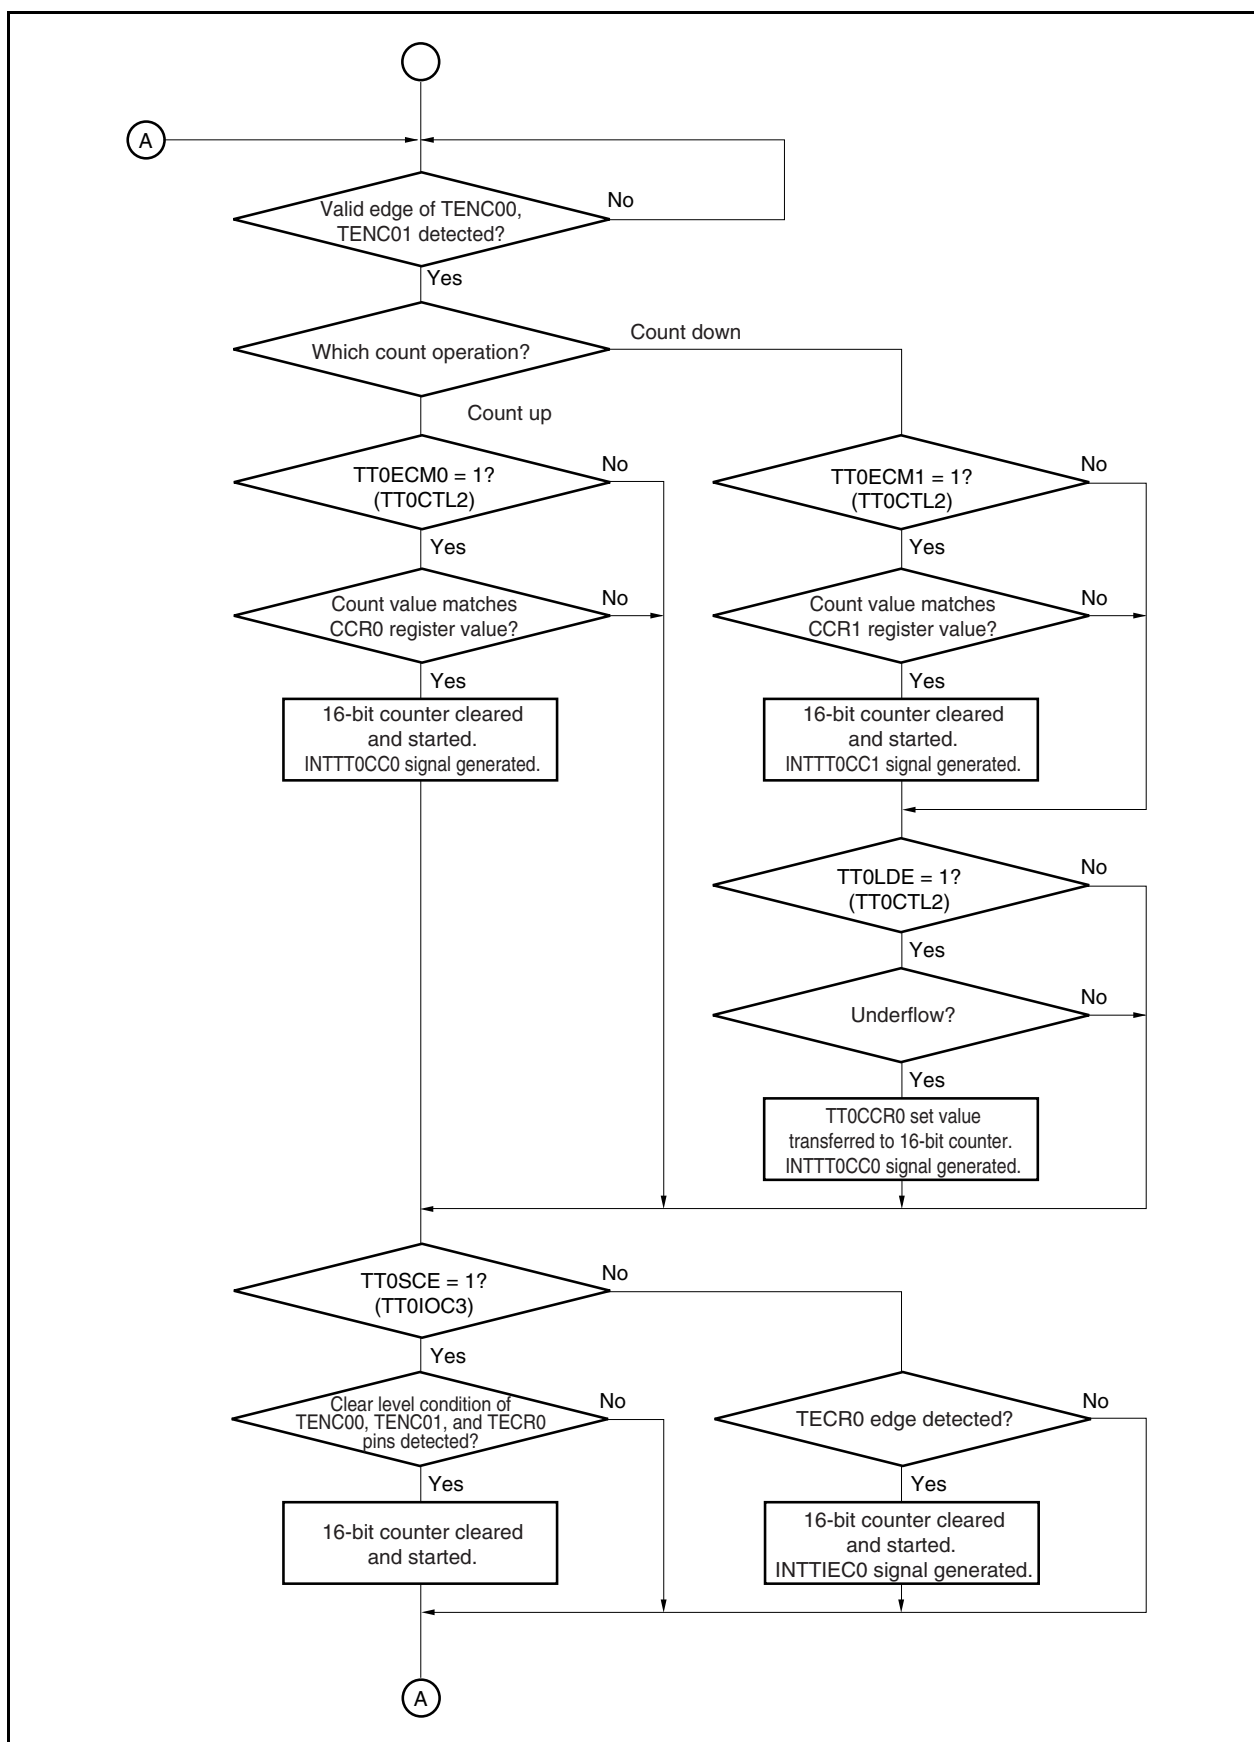 A
Valid edge of TENC00,
TENC01 detected?
No
Yes
Which count operation?
Count down
Count up
TT0ECM0 = 1?
(TT0CTL2)
No
TT0ECM1 = 1?
(TT0CTL2)
No
Yes
Yes
Count value matches
CCR0 register value?
No
Count value matches
CCR1 register value?
No
Yes
Yes
16-bit counter cleared
and started.
INTTT0CC0 signal generated.
16-bit counter cleared
and started.
INTTT0CC1 signal generated.
TT0LDE = 1?
(TT0CTL2)
No
Yes
Underflow?
No
Yes
TT0CCR0 set value
transferred to 16-bit counter.
INTTT0CC0 signal generated.
TT0SCE = 1?
(TT0IOC3)
No
Yes
Clear level condition of
TENC00, TENC01, and TECR0
pins detected?
No
TECR0 edge detected?
No
Yes
Yes
16-bit counter cleared
and started.
16-bit counter cleared
and started.
INTTIEC0 signal generated.
A